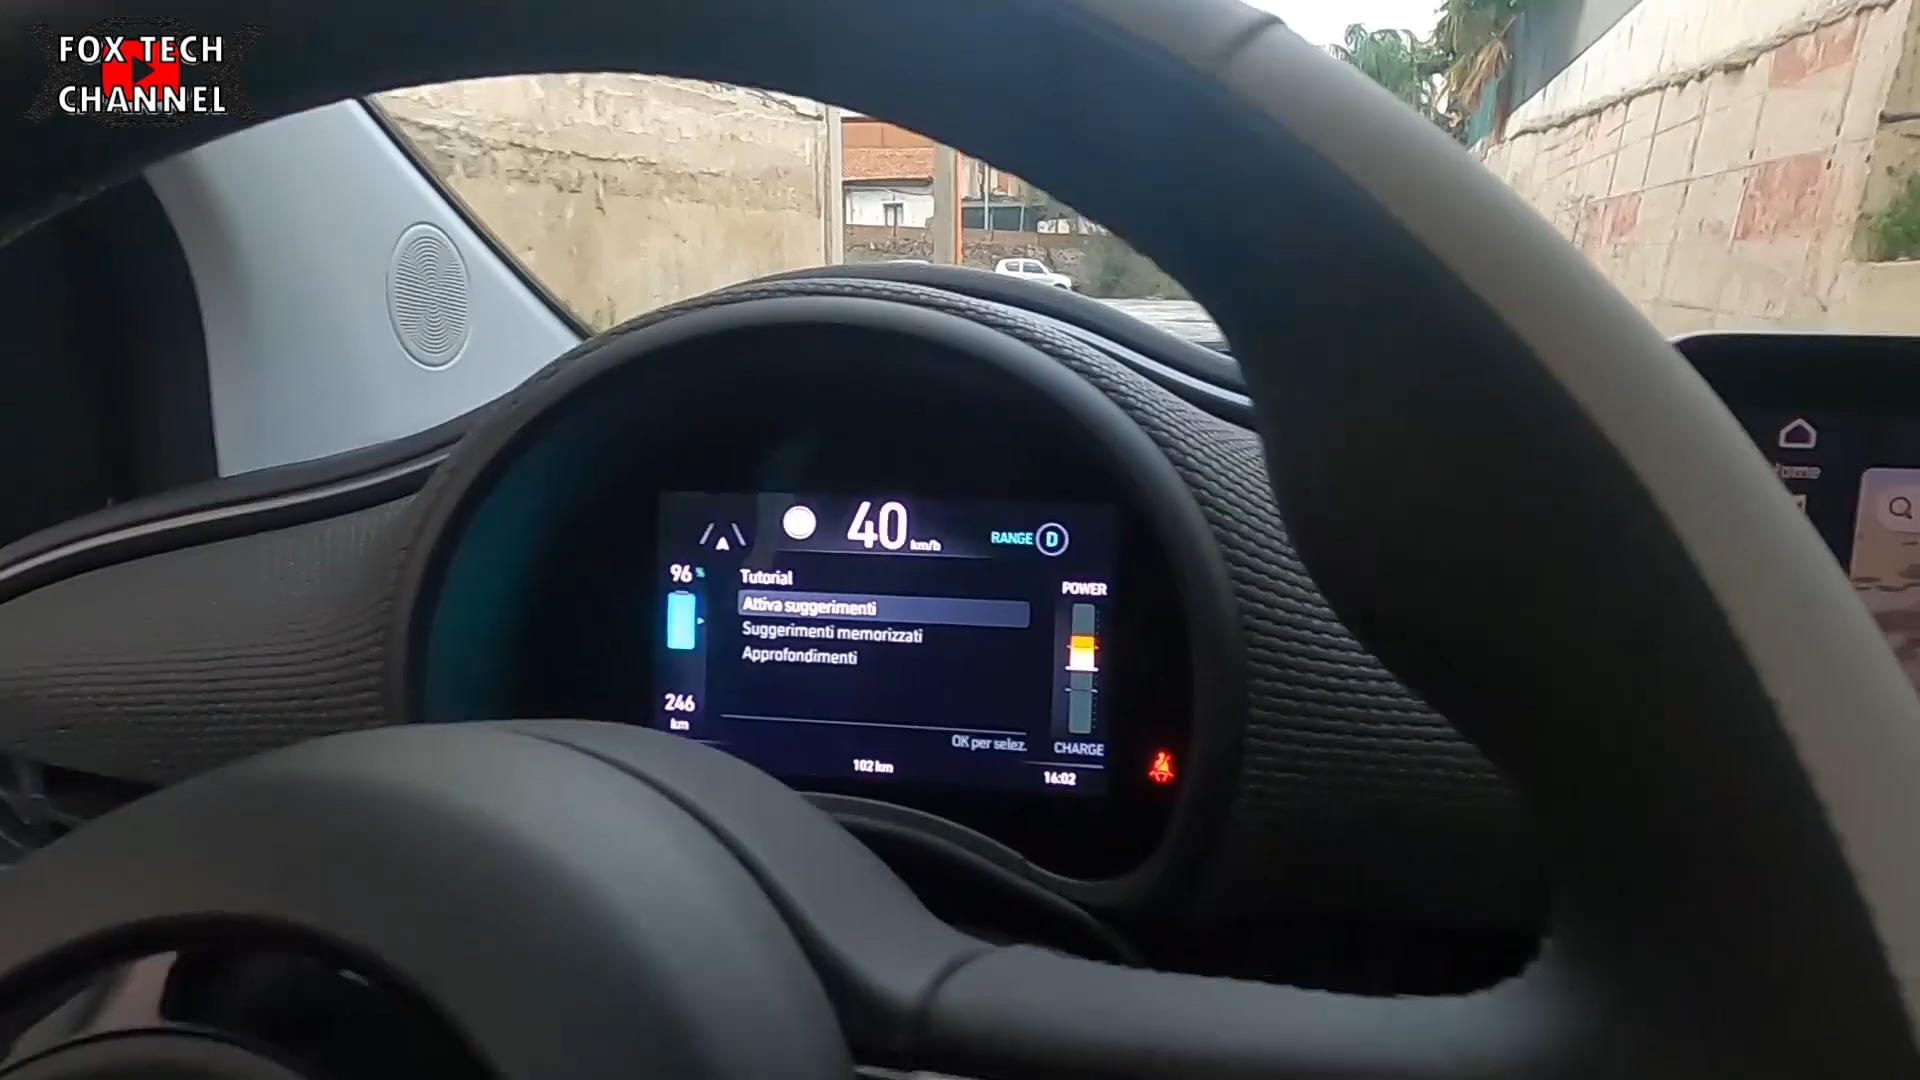 FOX TECH
CHANNEL
40 km/h
RANGE D
96 %
Tutorial
Attiva suggerimenti
Suggerimenti memorizzati
Approfondimenti
POWER
246
km
OK per selez.
CHARGE
102 km
16:02